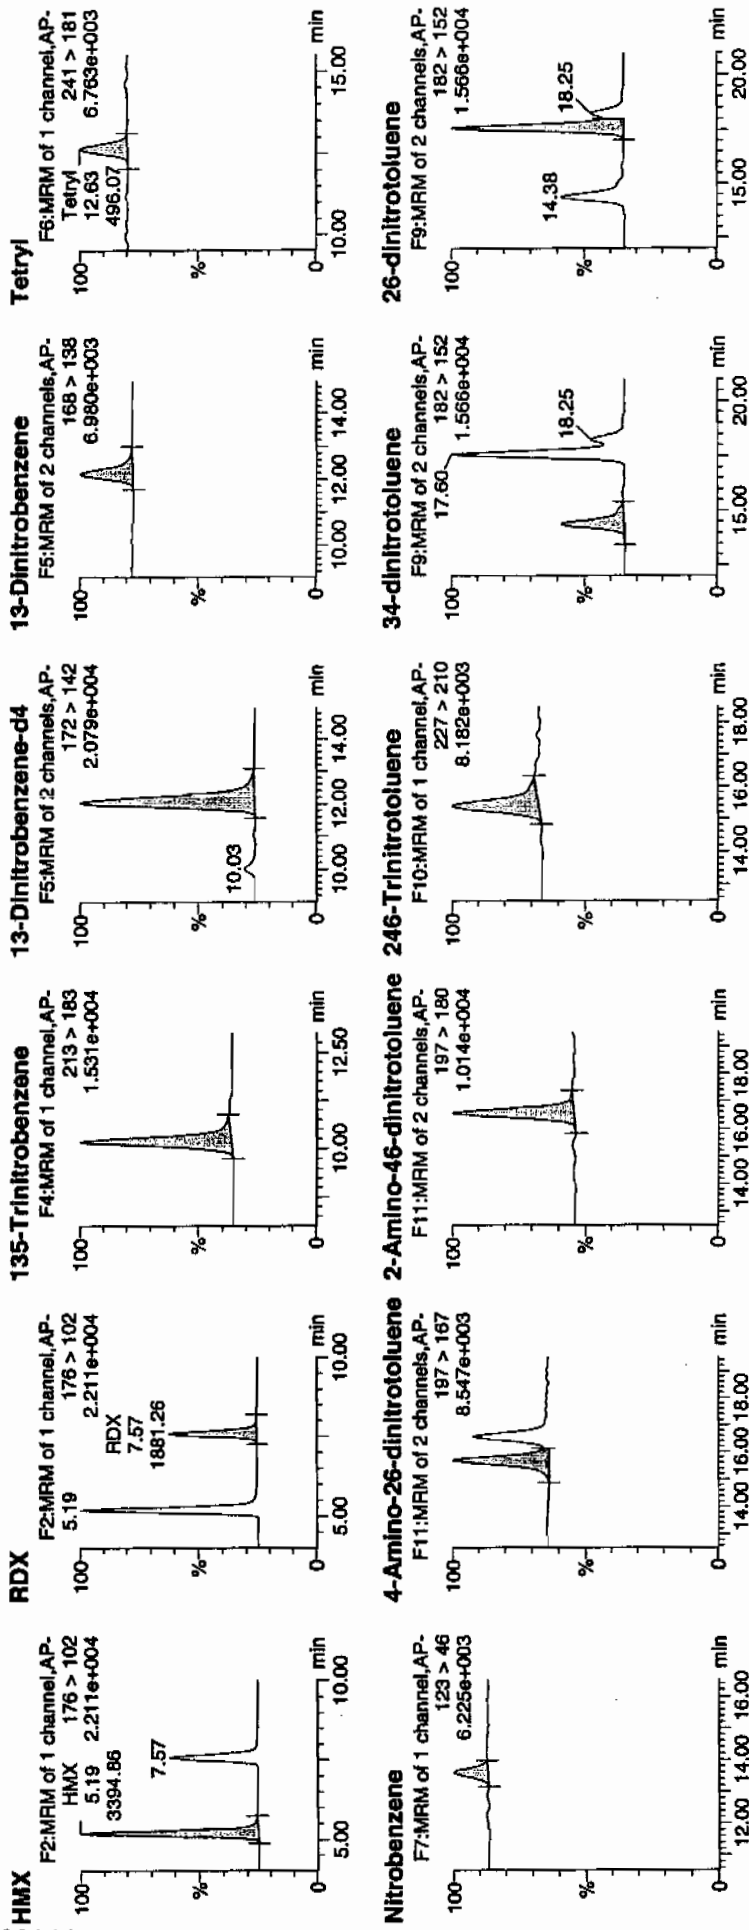 HMX
F2:MRM of 1 channel,AP-
HMX 176 > 102
5.19 2.211e+004
3394.86
7.57
100
%
0
5.00 10.00 min
RDX
F2:MRM of 1 channel,AP-
5.19 176 > 102
2.211e+004
RDX
7.57
1881.26
100
%
0
5.00 10.00 min
135-Trinitrobenzene
F4:MRM of 1 channel,AP-
213 > 183
1.531e+004
100
%
0
10.00 12.50 min
13-Dinitrobenzene-d4
F5:MRM of 2 channels,AP-
172 > 142
2.079e+004
10.03
100
%
0
10.00 12.00 14.00 min
13-Dinitrobenzene
F5:MRM of 2 channels,AP-
168 > 138
6.980e+003
100
%
0
10.00 12.00 14.00 min
Tetryl
F6:MRM of 1 channel,AP-
Tetryl 241 > 181
12.63 6.763e+003
496.07
100
%
0
10.00 15.00 min
Nitrobenzene
F7:MRM of 1 channel,AP-
123 > 46
6.225e+003
100
%
0
12.00 14.00 16.00 min
4-Amino-26-dinitrotoluene
F11:MRM of 2 channels,AP-
197 > 167
8.547e+003
100
%
0
14.00 16.00 18.00 min
2-Amino-46-dinitrotoluene
F11:MRM of 2 channels,AP-
197 > 180
1.014e+004
100
%
0
14.00 16.00 18.00 min
246-Trinitrotoluene
F10:MRM of 1 channel,AP-
227 > 210
8.182e+003
100
%
0
14.00 16.00 18.00 min
34-dinitrotoluene
F9:MRM of 2 channels,AP-
17.60 182 > 152
1.566e+004
18.25
100
%
0
15.00 20.00 min
26-dinitrotoluene
F9:MRM of 2 channels,AP-
182 > 152
1.566e+004
14.38
18.25
100
%
0
15.00 20.00 min